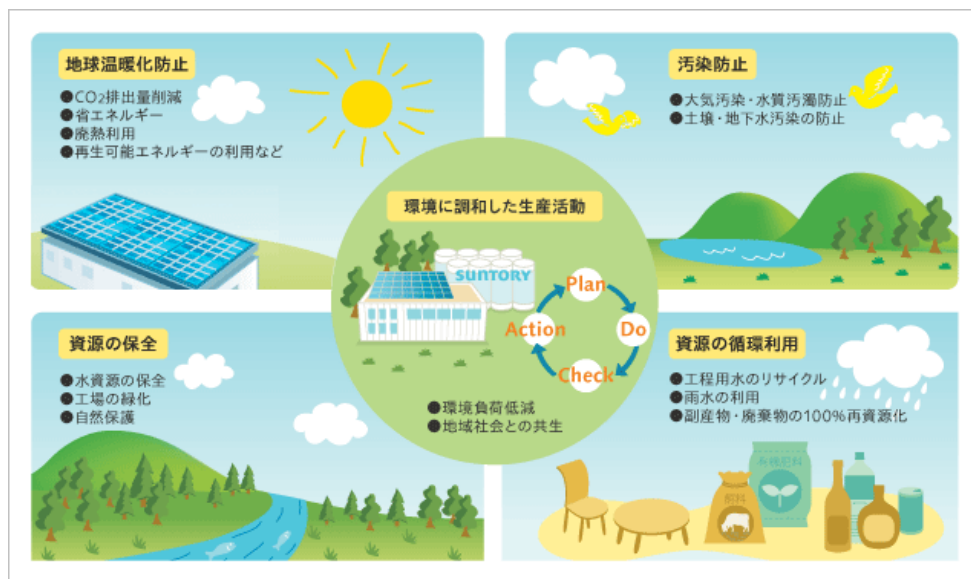 地球温暖化防止
●CO2排出量削減
●省エネルギー
●廃熱利用
●再生可能エネルギーの利用など
汚染防止
●大気汚染・水質汚濁防止
●土壌・地下水汚染の防止
環境に調和した生産活動
SUNTORY
Plan
Do
Check
Action
●環境負荷低減
●地域社会との共生
資源の保全
●水資源の保全
●工場の緑化
●自然保護
資源の循環利用
●工程用水のリサイクル
●雨水の利用
●副産物・廃棄物の100%再資源化
有機肥料
飼料